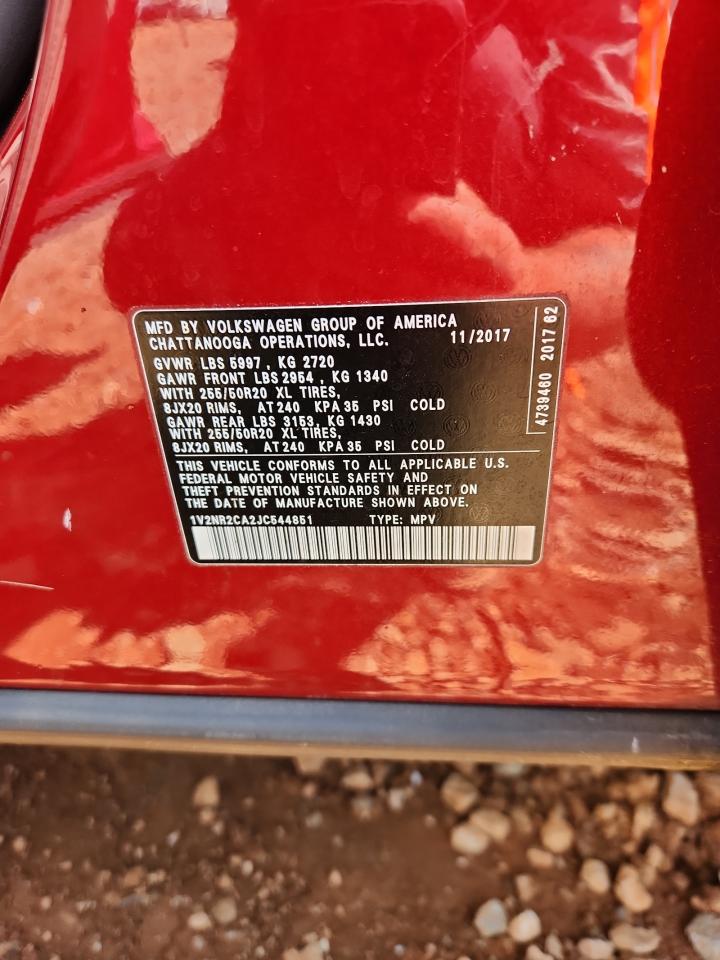 MFD BY VOLKSWAGEN GROUP OF AMERICA
CHATTANOOGA OPERATIONS, LLC. 11/2017
GVWR LBS 5997, KG 2720
GAWR FRONT LBS 2954, KG 1340
WITH 255/50R20 XL TIRES,
8JX20 RIMS, AT 240 KPA 35 PSI COLD
GAWR REAR LBS 3153, KG 1430
WITH 255/50R20 XL TIRES,
8JX20 RIMS, AT 240 KPA 35 PSI COLD
THIS VEHICLE CONFORMS TO ALL APPLICABLE U.S.
FEDERAL MOTOR VEHICLE SAFETY AND
THEFT PREVENTION STANDARDS IN EFFECT ON
THE DATE OF MANUFACTURE SHOWN ABOVE.
1V2NR2CA2JC544851 TYPE: MPV
4739460 2017 62